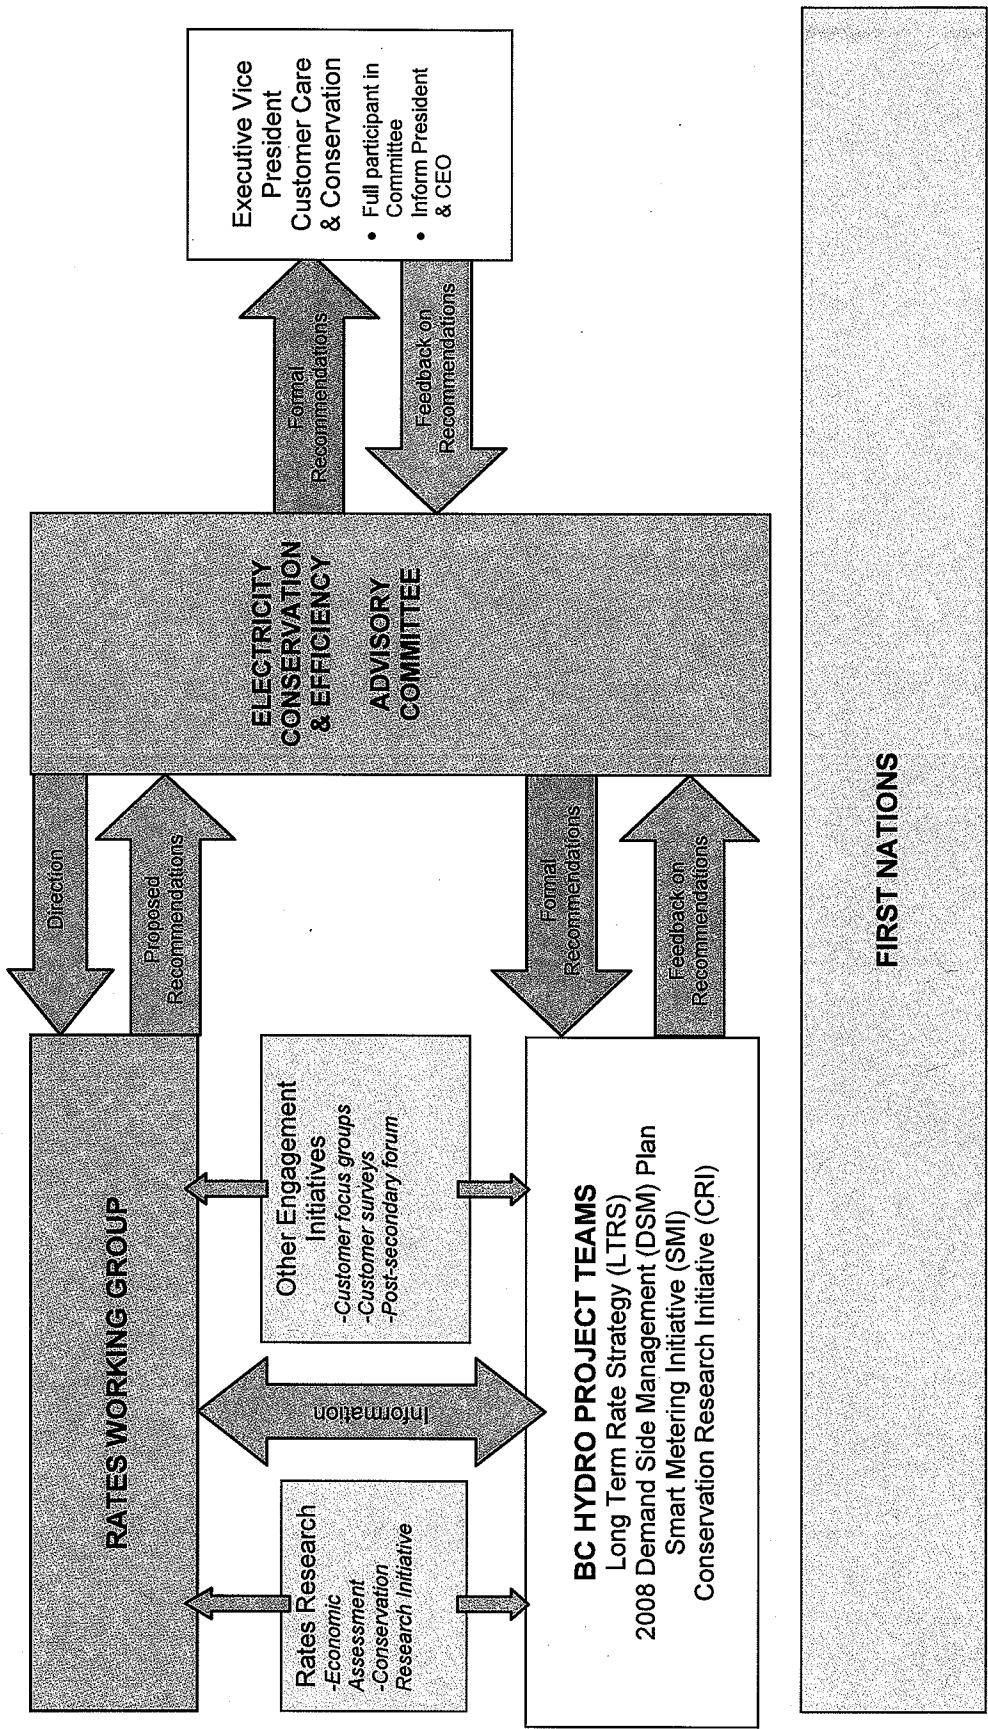 RATES WORKING GROUP
Rates Research
-Economic
Assessment
-Conservation
Research Initiative
Information
Other Engagement
Initiatives
-Customer focus groups
-Customer surveys
-Post-secondary forum
BC HYDRO PROJECT TEAMS
Long Term Rate Strategy (LTRS)
2008 Demand Side Management (DSM) Plan
Smart Metering Initiative (SMI)
Conservation Research Initiative (CRI)
Direction
Proposed
Recommendations
Formal
Recommendations
Feedback on
Recommendations
ELECTRICITY
CONSERVATION
& EFFICIENCY
ADVISORY
COMMITTEE
Formal
Recommendations
Feedback on
Recommendations
Executive Vice
President
Customer Care
& Conservation
• Full participant in
Committee
• Inform President
& CEO
FIRST NATIONS